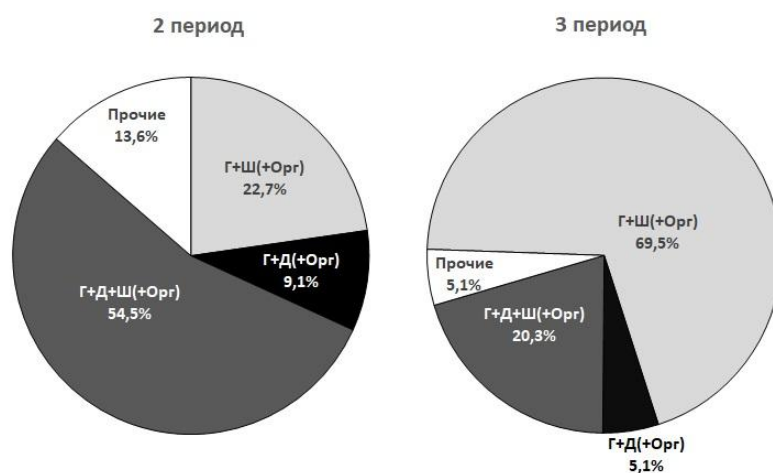 2 период
Прочие
13,6%
Г+Ш(+Орг)
22,7%
Г+Д(+Орг)
9,1%
Г+Д+Ш(+Орг)
54,5%
3 период
Г+Ш(+Орг)
69,5%
Прочие
5,1%
Г+Д+Ш(+Орг)
20,3%
Г+Д(+Орг)
5,1%